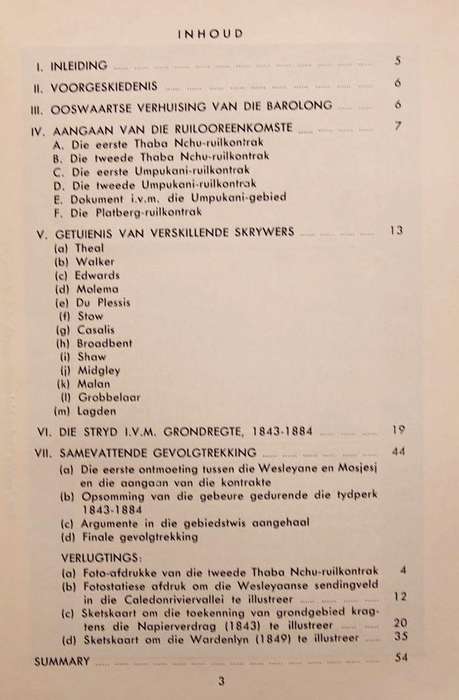 INHOUD
I. INLEIDING ..... 5
II. VOORGESKIEDENIS ..... 6
III. OOSWAARTSE VERHUISING VAN DIE BAROLONG ..... 6
IV. AANGAAN VAN DIE RUILOOREENKOMSTE ..... 7
A. Die eerste Thaba Nchu-ruilkontrak
B. Die tweede Thaba Nchu-ruilkontrak
C. Die eerste Umpukani-ruilkontrak
D. Die tweede Umpukani-ruilkontrak
E. Dokument i.v.m. die Umpukani-gebied
F. Die Platberg-ruilkontrak
V. GETUIENIS VAN VERSKILLENDE SKRYWERS ..... 13
(a) Theal
(b) Walker
(c) Edwards
(d) Molema
(e) Du Plessis
(f) Stow
(g) Casalis
(h) Broadbent
(i) Shaw
(j) Midgley
(k) Malan
(l) Grobbelaar
(m) Lagden
VI. DIE STRYD I.V.M. GRONDREGTE, 1843-1884 ..... 19
VII. SAMEVATTENDE GEVOLGTREKKING ..... 44
(a) Die eerste ontmoeting tussen die Wesleyane en Mosjesj
en die aangaan van die kontrakte
(b) Opsomming van die gebeure gedurende die tydperk
1843-1884
(c) Argumente in die gebiedstwis aangehaal
(d) Finale gevolgtrekking
VERLUGTINGS:
(a) Foto-afdrukke van die tweede Thaba Nchu-ruilkontrak 4
(b) Fotostatiese afdruk om die Wesleyaanse sendingveld
in die Caledonriviervallei te illustreer ..... 12
(c) Sketskaart om die toekenning van grondgebied krag-
tens die Napierverdrag (1843) te illustreer ..... 20
(d) Sketskaart om die Wardenlyn (1849) te illustreer ..... 35
SUMMARY ..... 54
3